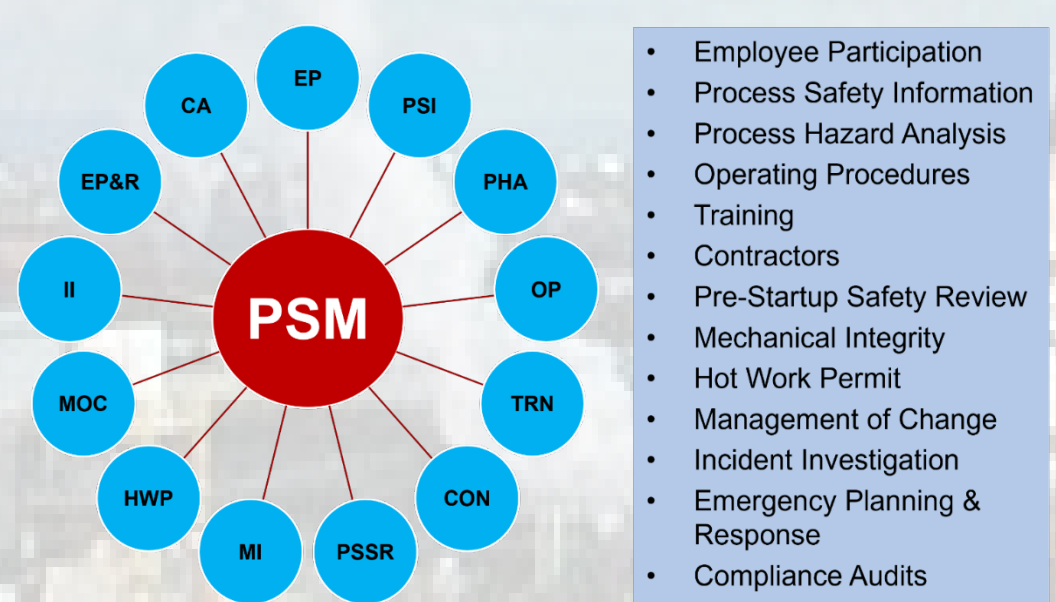 EP
PSI
PHA
OP
TRN
CON
PSSR
MI
HWP
MOC
II
EP&R
CA
PSM
• Employee Participation
• Process Safety Information
• Process Hazard Analysis
• Operating Procedures
• Training
• Contractors
• Pre-Startup Safety Review
• Mechanical Integrity
• Hot Work Permit
• Management of Change
• Incident Investigation
• Emergency Planning &
Response
• Compliance Audits